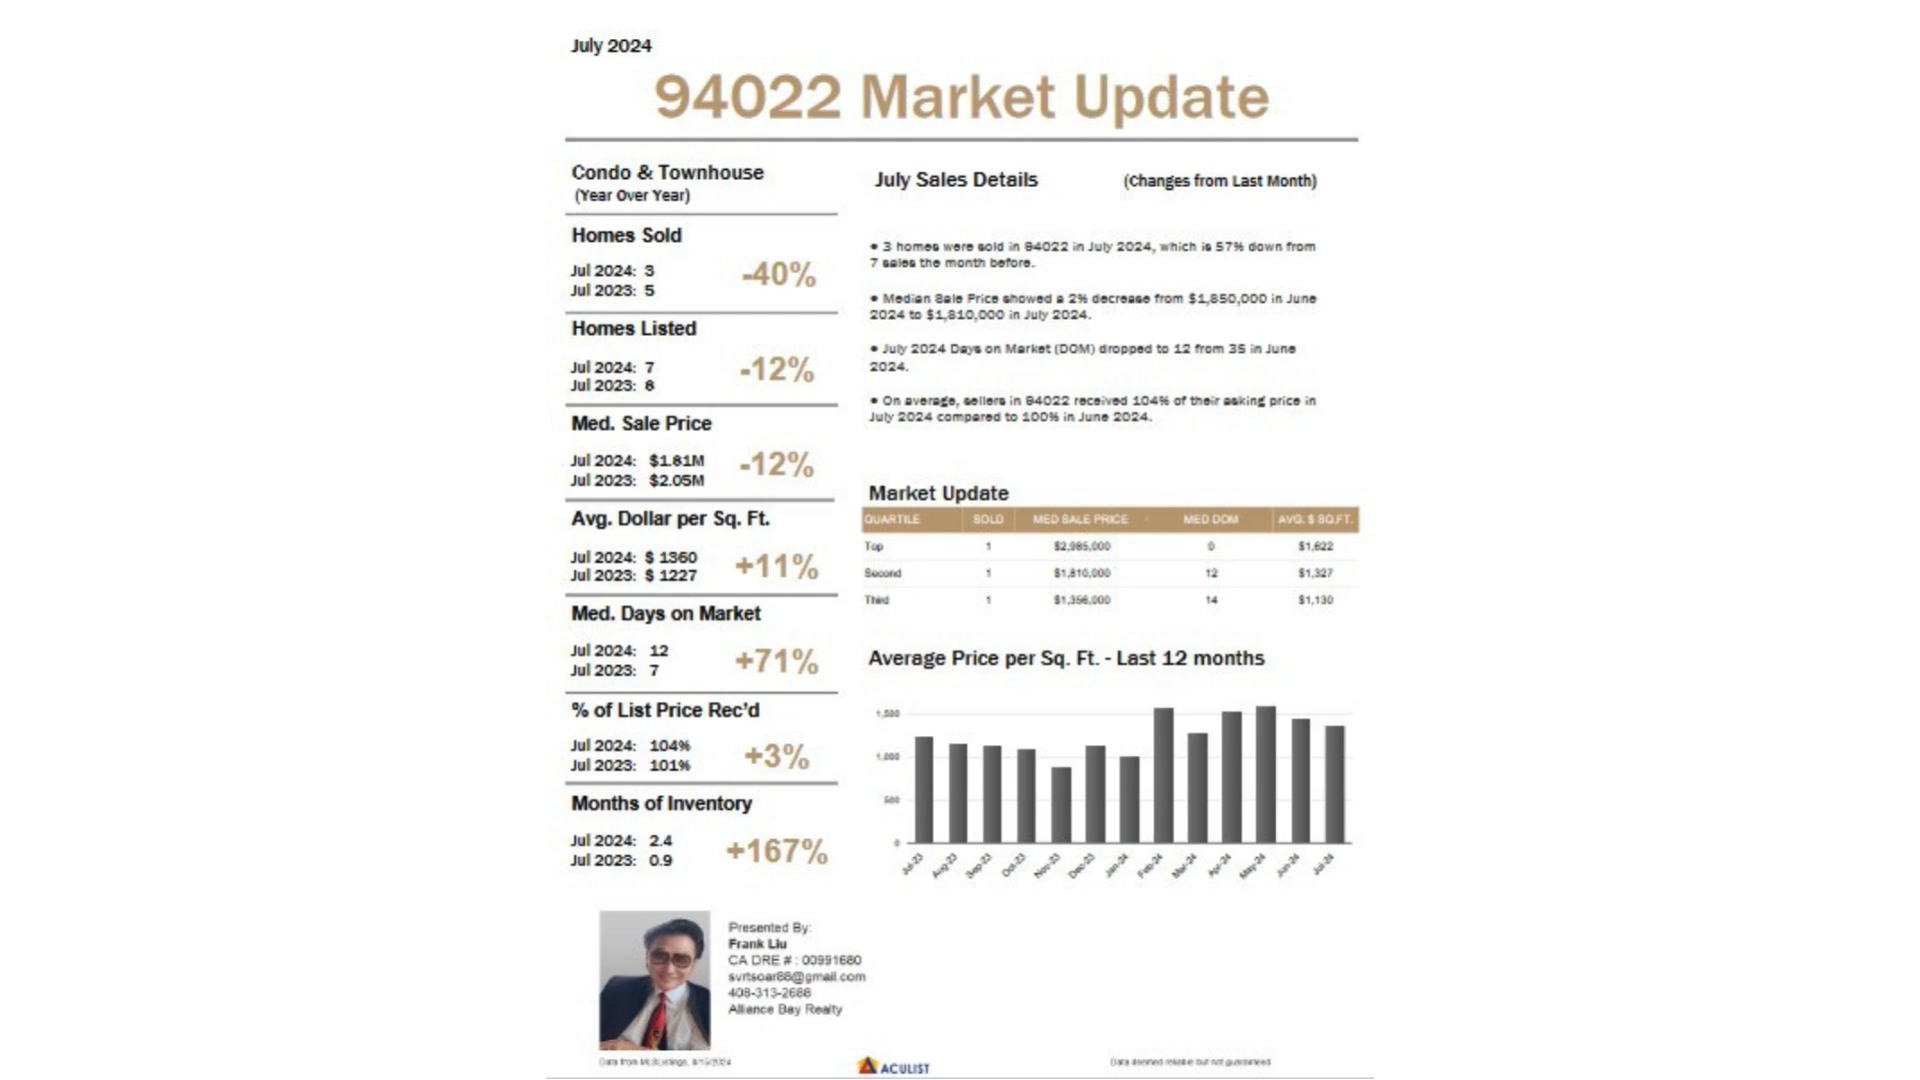 July 2024
94022 Market Update
Condo & Townhouse
(Year Over Year)
Homes Sold
Jul 2024: 3
Jul 2023: 5
-40%
Homes Listed
Jul 2024: 7
Jul 2023: 8
-12%
Med. Sale Price
Jul 2024: $1.81M
Jul 2023: $2.05M
-12%
Avg. Dollar per Sq. Ft.
Jul 2024: $ 1360
Jul 2023: $ 1227
+11%
Med. Days on Market
Jul 2024: 12
Jul 2023: 7
+71%
% of List Price Rec'd
Jul 2024: 104%
Jul 2023: 101%
+3%
Months of Inventory
Jul 2024: 2.4
Jul 2023: 0.9
+167%
July Sales Details (Changes from Last Month)
• 3 homes were sold in 94022 in July 2024, which is 57% down from
7 sales the month before.
• Median Sale Price showed a 2% decrease from $1,850,000 in June
2024 to $1,810,000 in July 2024.
• July 2024 Days on Market (DOM) dropped to 12 from 35 in June
2024.
• On average, sellers in 94022 received 104% of their asking price in
July 2024 compared to 100% in June 2024.
Market Update
QUARTILE SOLD MED SALE PRICE MED DOM AVG. $ SQ.FT.
Top 1 $2,985,000 0 $1,622
Second 1 $1,810,000 12 $1,327
Third 1 $1,356,000 14 $1,130
Average Price per Sq. Ft. - Last 12 months
1,500
1,000
500
0
Jul-23 Aug-23 Sep-23 Oct-23 Nov-23 Dec-23 Jan-24 Feb-24 Mar-24 Apr-24 May-24 Jun-24 Jul-24
Presented By:
Frank Liu
CA DRE # : 00991680
svrtsoar88@gmail.com
408-313-2688
Alliance Bay Realty
Data from MLSListings, 8/15/2024
ACULIST
Data deemed reliable but not guaranteed